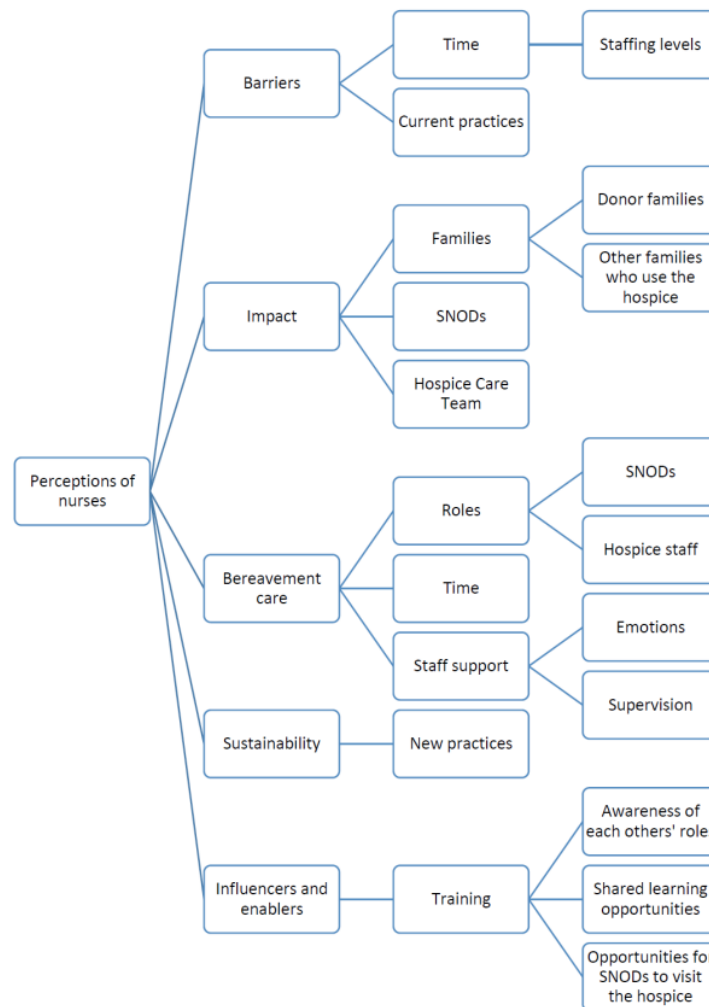 Time
Staffing levels
Barriers
Current practices
Donor families
Families
Other families
who use the
hospice
Impact
SNODs
Hospice Care
Team
Perceptions of
nurses
SNODs
Roles
Hospice staff
Bereavement
care
Time
Emotions
Staff support
Supervision
Sustainability
New practices
Awareness of
each others' roles
Influencers and
enablers
Training
Shared learning
opportunities
Opportunities for
SNODs to visit
the hospice